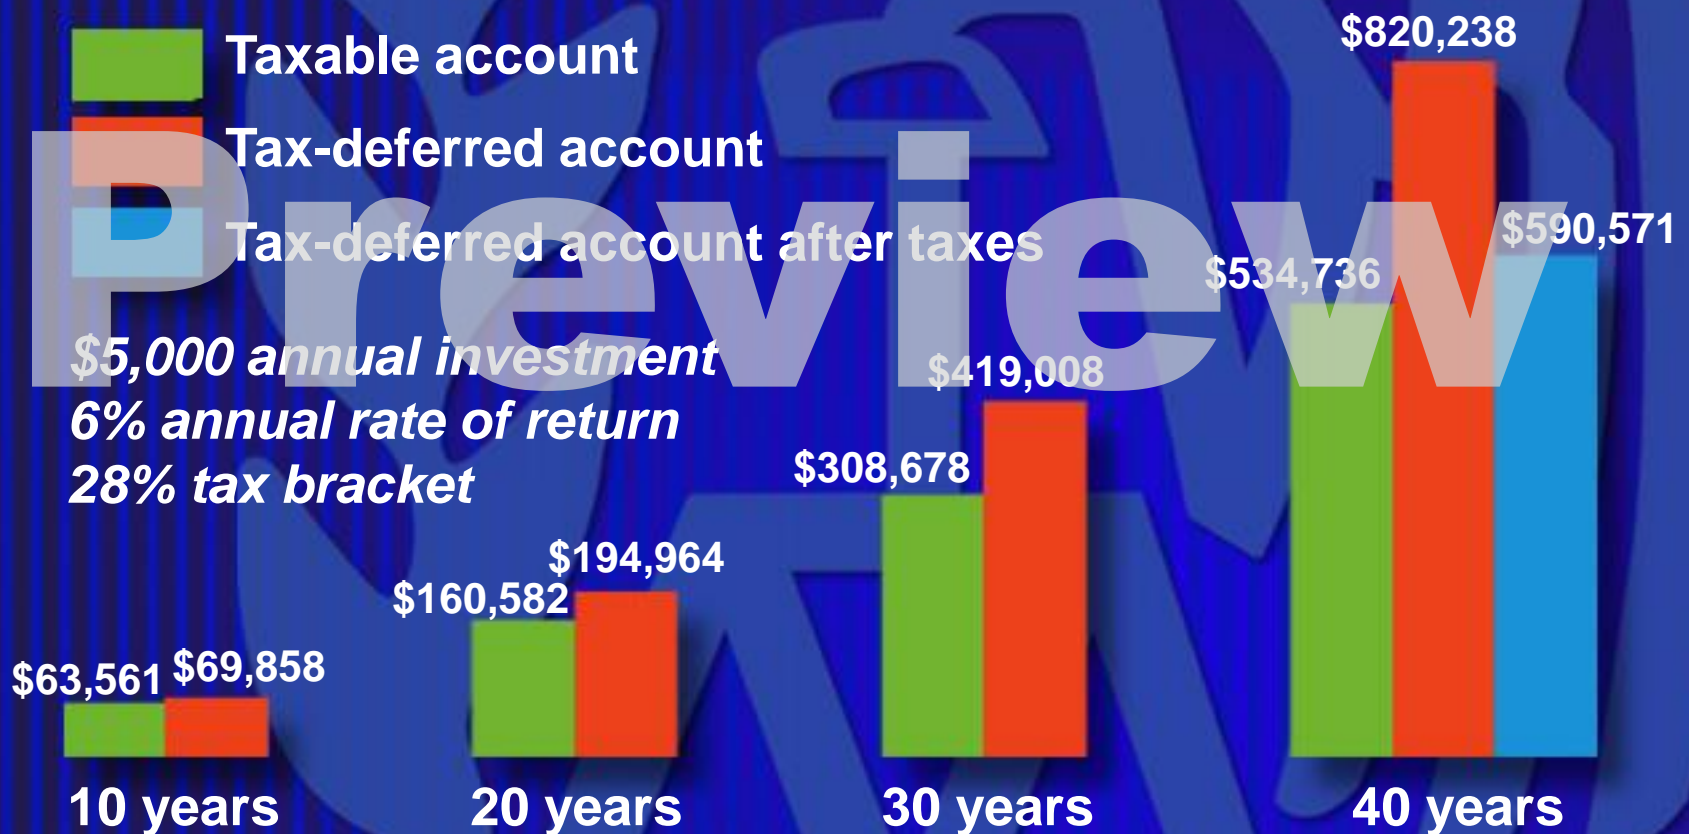 Taxable account
Tax-deferred account
Tax-deferred account after taxes
Preview
$5,000 annual investment
6% annual rate of return
28% tax bracket
$63,561
$69,858
$160,582
$194,964
$308,678
$419,008
$534,736
$820,238
$590,571
10 years
20 years
30 years
40 years